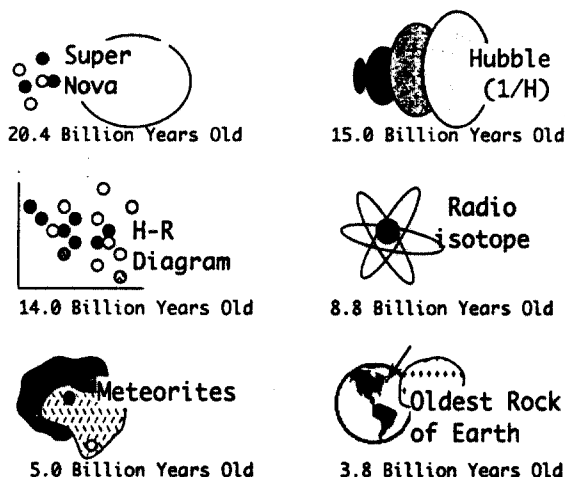 Super
Nova
20.4 Billion Years Old
Hubble
(1/H)
15.0 Billion Years Old
H-R
Diagram
14.0 Billion Years Old
Radio
isotope
8.8 Billion Years Old
Meteorites
5.0 Billion Years Old
Oldest Rock
of Earth
3.8 Billion Years Old